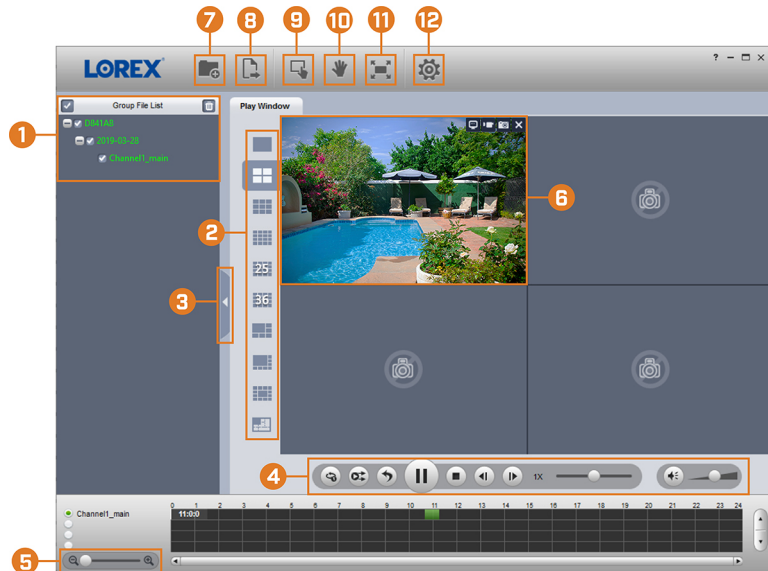 7 8 9 10 11 12
LOREX
? – □ ×
1
Group File List
D841A8
2019-03-28
Channel1_main
Play Window
2
25
36
3
6
4
1X
0 1 2 3 4 5 6 7 8 9 10 11 12 13 14 15 16 17 18 19 20 21 22 23 24
Channel1_main
11:0:0
5